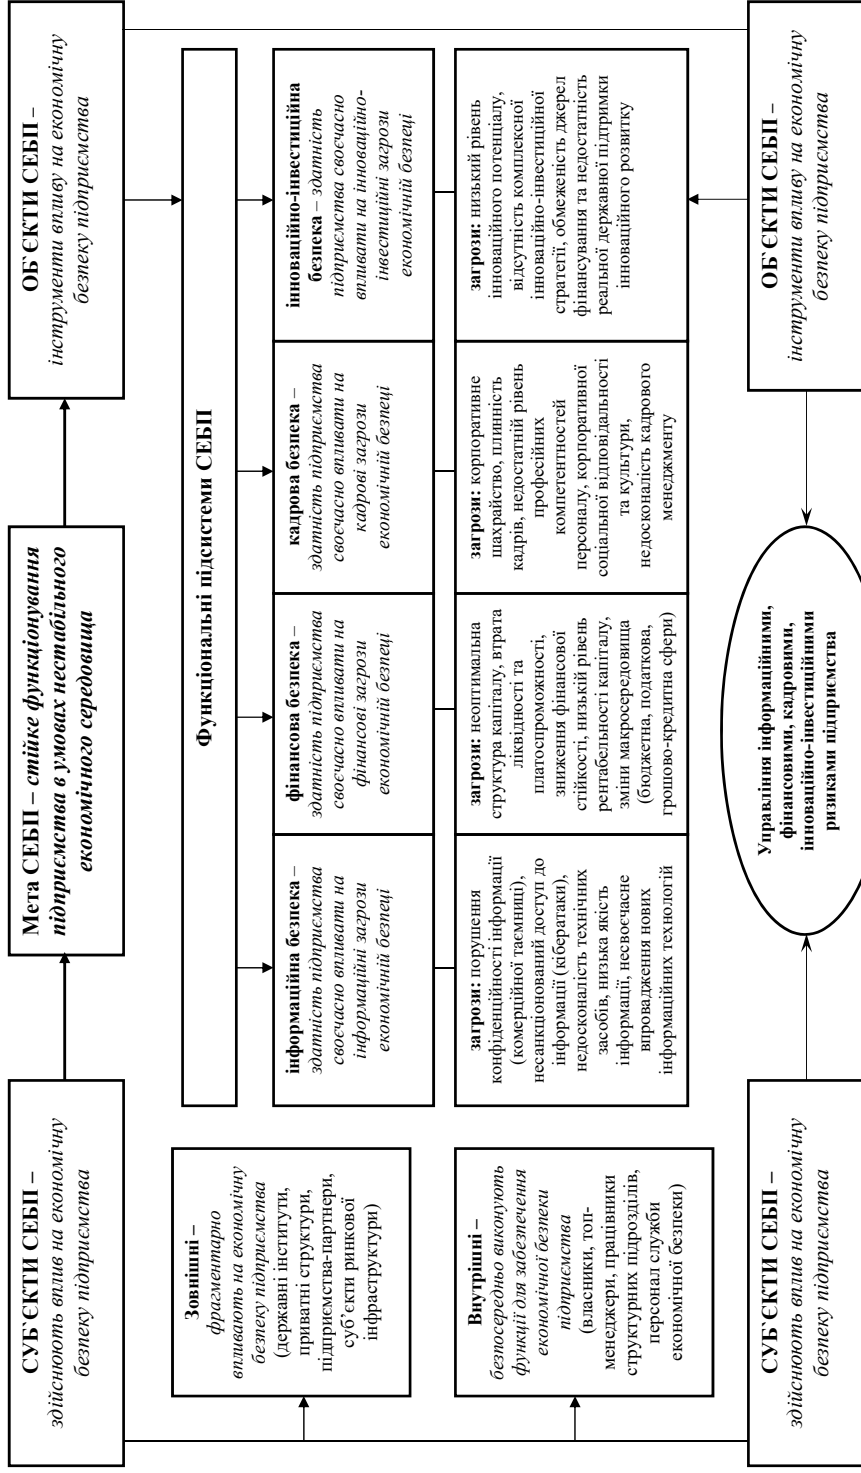 СУБ`ЄКТИ СЕБП –
здійснюють вплив на економічну
безпеку підприємства
Мета СЕБП – стійке функціонування
підприємства в умовах нестабільного
економічного середовища
ОБ`ЄКТИ СЕБП –
інструменти впливу на економічну
безпеку підприємства
Зовнішні –
фрагментарно
впливають на економічну
безпеку підприємства
(державні інститути,
приватні структури,
підприємства-партнери,
суб’єкти ринкової
інфраструктури)
Функціональні підсистеми СЕБП
інформаційна безпека –
здатність підприємства
своєчасно впливати на
інформаційні загрози
економічній безпеці
фінансова безпека –
здатність підприємства
своєчасно впливати на
фінансові загрози
економічній безпеці
кадрова безпека –
здатність підприємства
своєчасно впливати на
кадрові загрози
економічній безпеці
інноваційно-інвестиційна
безпека – здатність
підприємства своєчасно
впливати на інноваційно-
інвестиційні загрози
економічній безпеці
Внутрішні –
безпосередньо виконують
функції для забезпечення
економічної безпеки
підприємства
(власники, топ-
менеджери, працівники
структурних підрозділів,
персонал служби
економічної безпеки)
загрози: порушення
конфіденційності інформації
(комерційної таємниці),
несанкціонований доступ до
інформації (кібератаки),
недосконалість технічних
засобів, низька якість
інформації, несвоєчасне
впровадження нових
інформаційних технологій
загрози: неоптимальна
структура капіталу, втрата
ліквідності та
платоспроможності,
зниження фінансової
стійкості, низькій рівень
рентабельності капіталу,
зміни макросередовища
(бюджетна, податкова,
грошово-кредитна сфери)
загрози: корпоративне
шахрайство, плинність
кадрів, недостатній рівень
професійних
компетентностей
персоналу, корпоративної
соціальної відповідальності
та культури,
недосконалість кадрового
менеджменту
загрози: низький рівень
інноваційного потенціалу,
відсутність комплексної
інноваційно-інвестиційної
стратегії, обмеженість джерел
фінансування та недостатність
реальної державної підтримки
інноваційного розвитку
СУБ`ЄКТИ СЕБП –
здійснюють вплив на економічну
безпеку підприємства
Управління інформаційними,
фінансовими, кадровими,
інноваційно-інвестиційними
ризиками підприємства
ОБ`ЄКТИ СЕБП –
інструменти впливу на економічну
безпеку підприємства